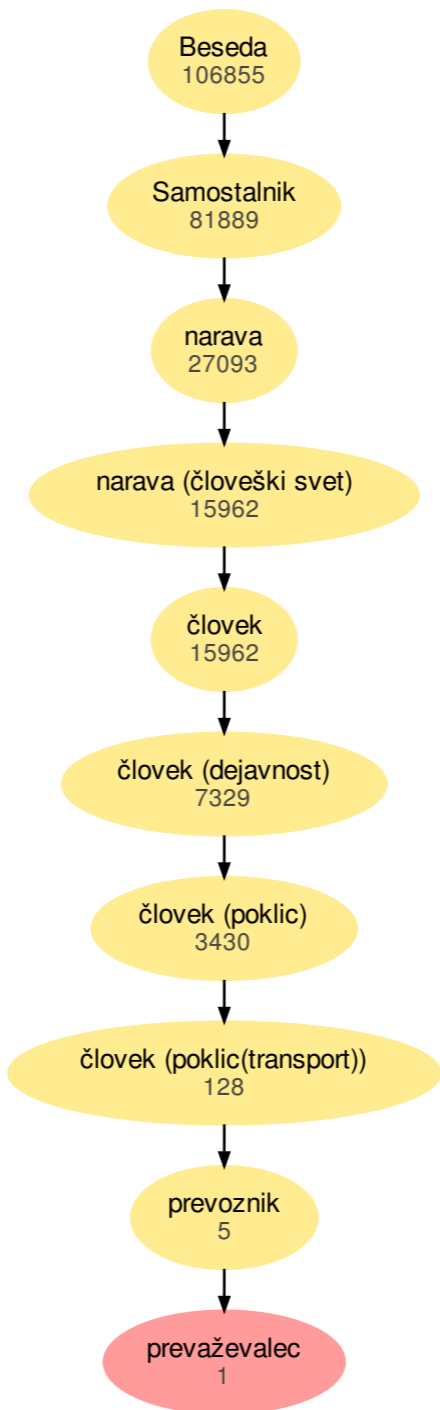 Beseda
106855
Samostalnik
81889
narava
27093
narava (človeški svet)
15962
človek
15962
človek (dejavnost)
7329
človek (poklic)
3430
človek (poklic(transport))
128
prevoznik
5
prevaževalec
1